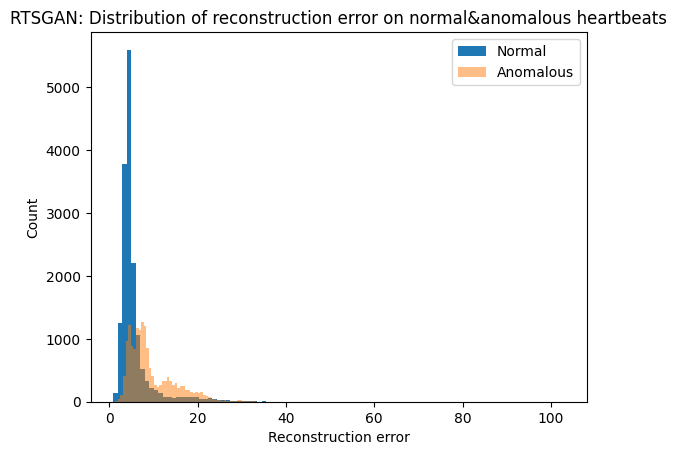 RTSGAN: Distribution of reconstruction error on normal&anomalous heartbeats
Normal
Anomalous
5000
4000
3000
2000
1000
0
Count
0 20 40 60 80 100
Reconstruction error